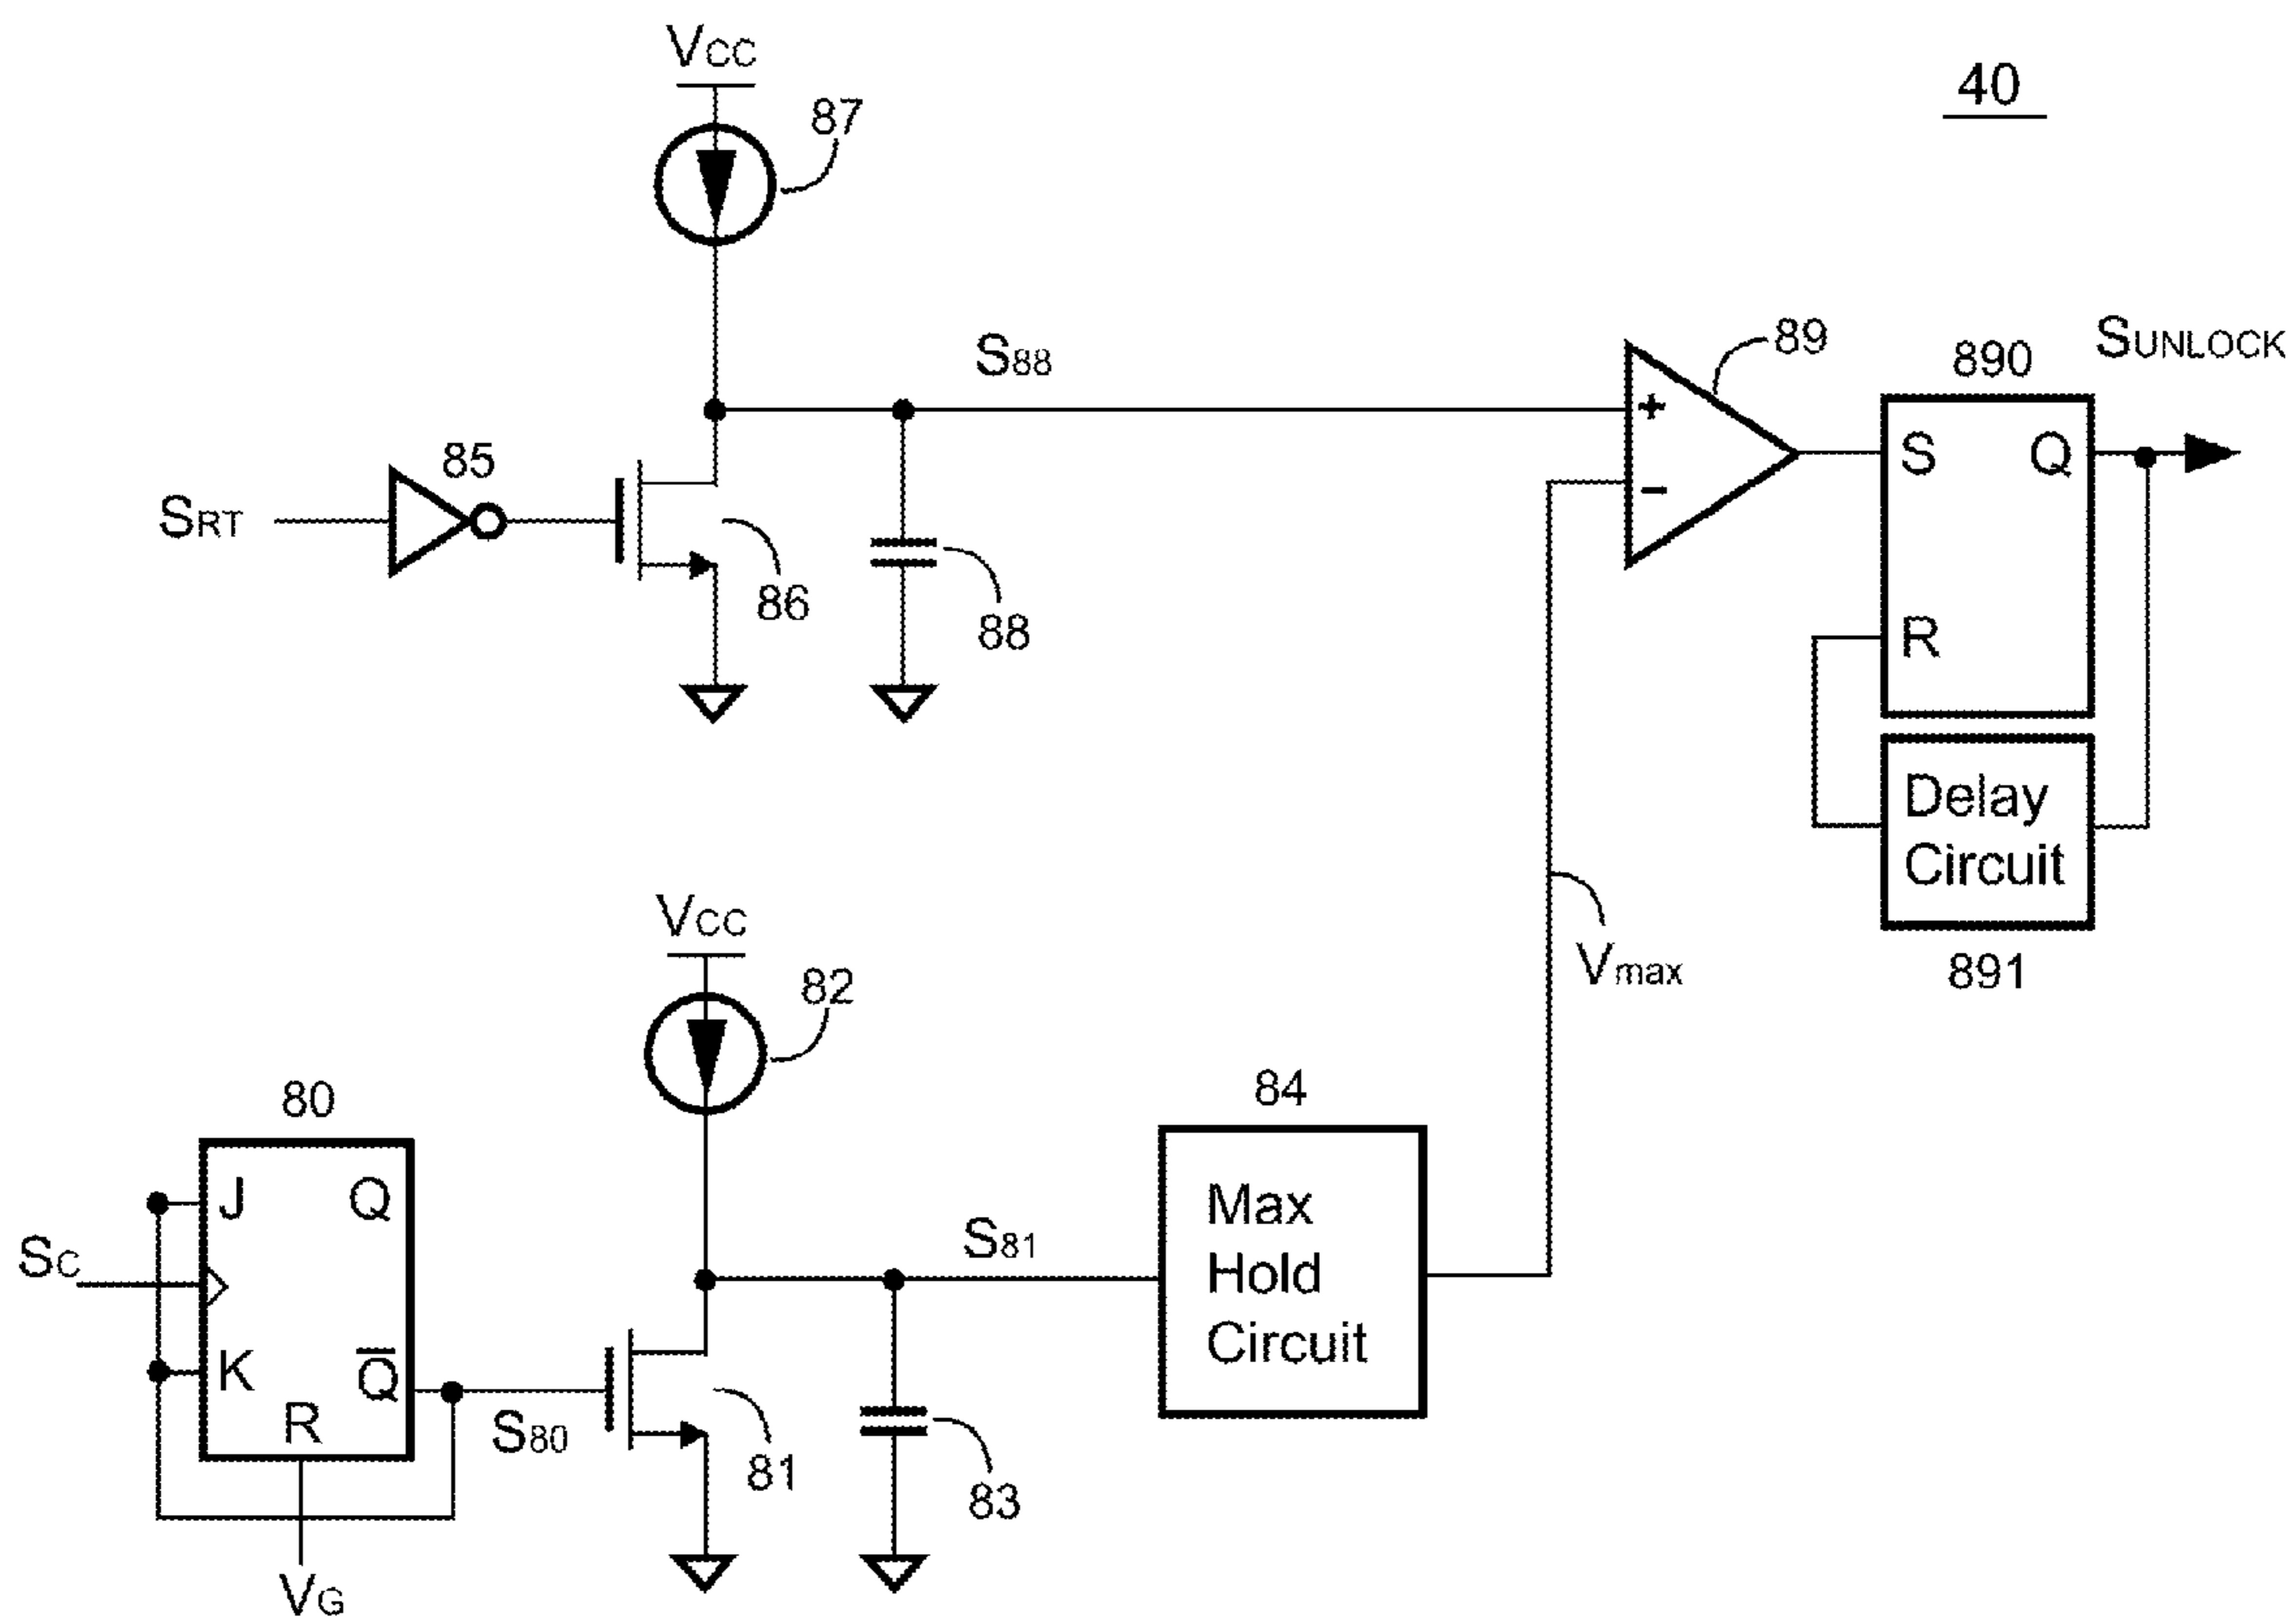 VCC
40
87
S88
89
SUNLOCK
890
+
S Q
85
SRT
−
86
88
R
Delay
Circuit
VCC
Vmax
891
82
80
84
J Q
Max
Hold
Circuit
SC
S81
K Q̅
R
S80
81
83
VG